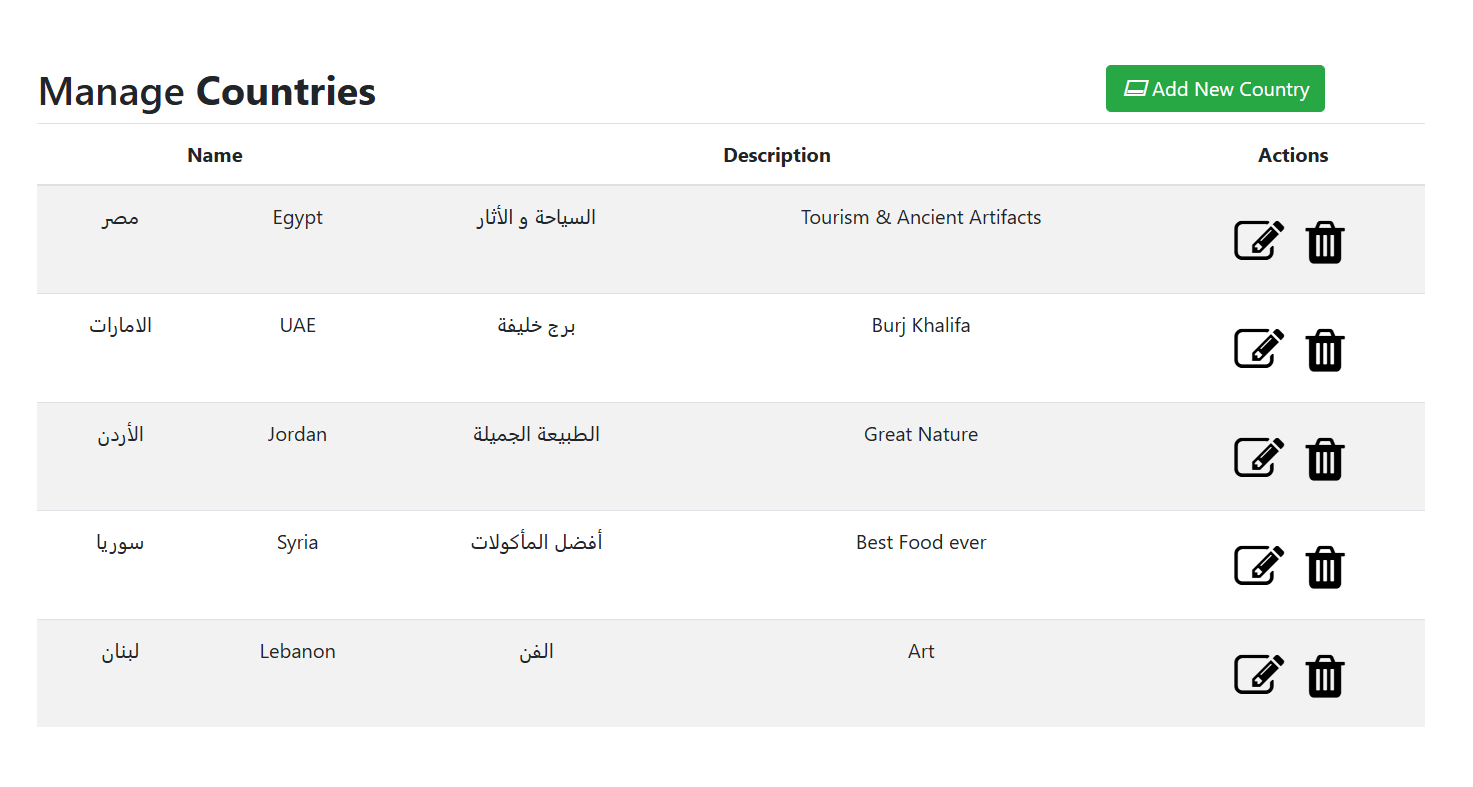 Manage Countries
Add New Country
Name Description Actions
مصر Egypt السياحة و الأثار Tourism & Ancient Artifacts
الامارات UAE برج خليفة Burj Khalifa
الأردن Jordan الطبيعة الجميلة Great Nature
سوريا Syria أفضل المأكولات Best Food ever
لبنان Lebanon الفن Art